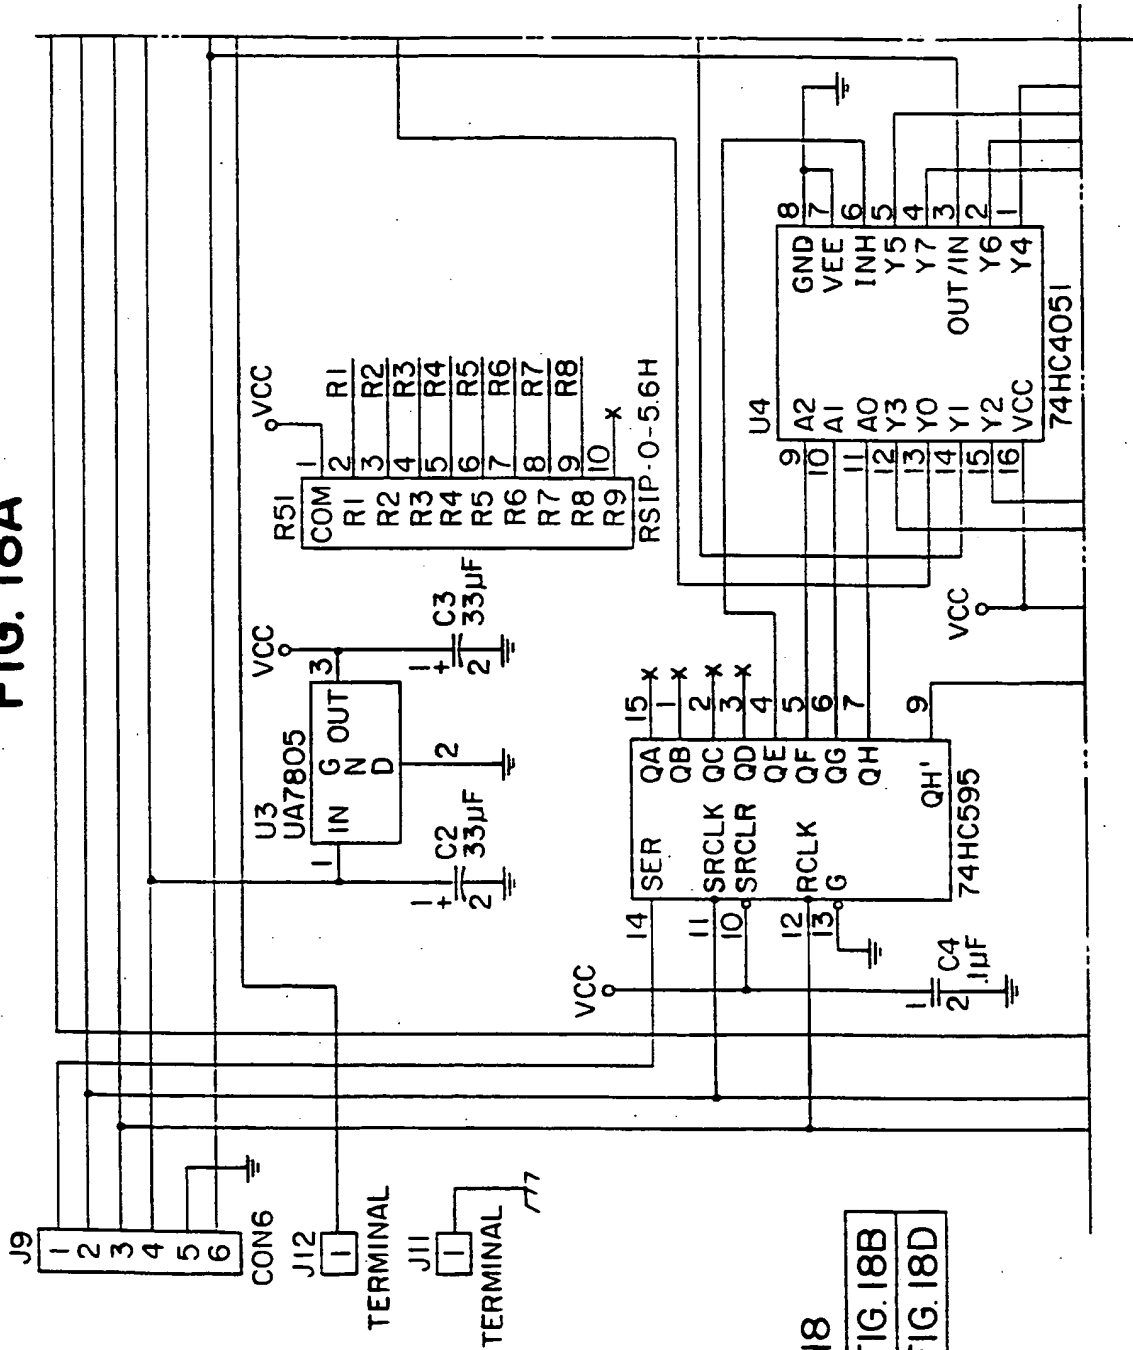 FIG. 18A
J9
1
2
3
4
5
6
CON6
J12
1
TERMINAL
J11
1
TERMINAL
U3
UA7805
IN
G
N
D
OUT
1
2
3
VCC
C2
33µF
1
+
2
C3
33µF
1
+
2
R51
COM
R1
R2
R3
R4
R5
R6
R7
R8
R9
1
2
3
4
5
6
7
8
9
10
VCC
R1
R2
R3
R4
R5
R6
R7
R8
x
RSIP-0-5.6H
VCC
C4
.1µF
1
2
14
11
10
12
13
SER
SRCLK
SRCLR
RCLK
G
QA
QB
QC
QD
QE
QF
QG
QH
QH'
15
1
2
3
4
5
6
7
9
x
x
x
x
74HC595
VCC
U4
9
10
11
12
13
14
15
16
A2
A1
A0
Y3
Y0
Y1
Y2
VCC
GND
VEE
INH
Y5
Y7
OUT/IN
Y6
Y4
8
7
6
5
4
3
2
1
74HC4051
18
FIG. 18B
FIG. 18D